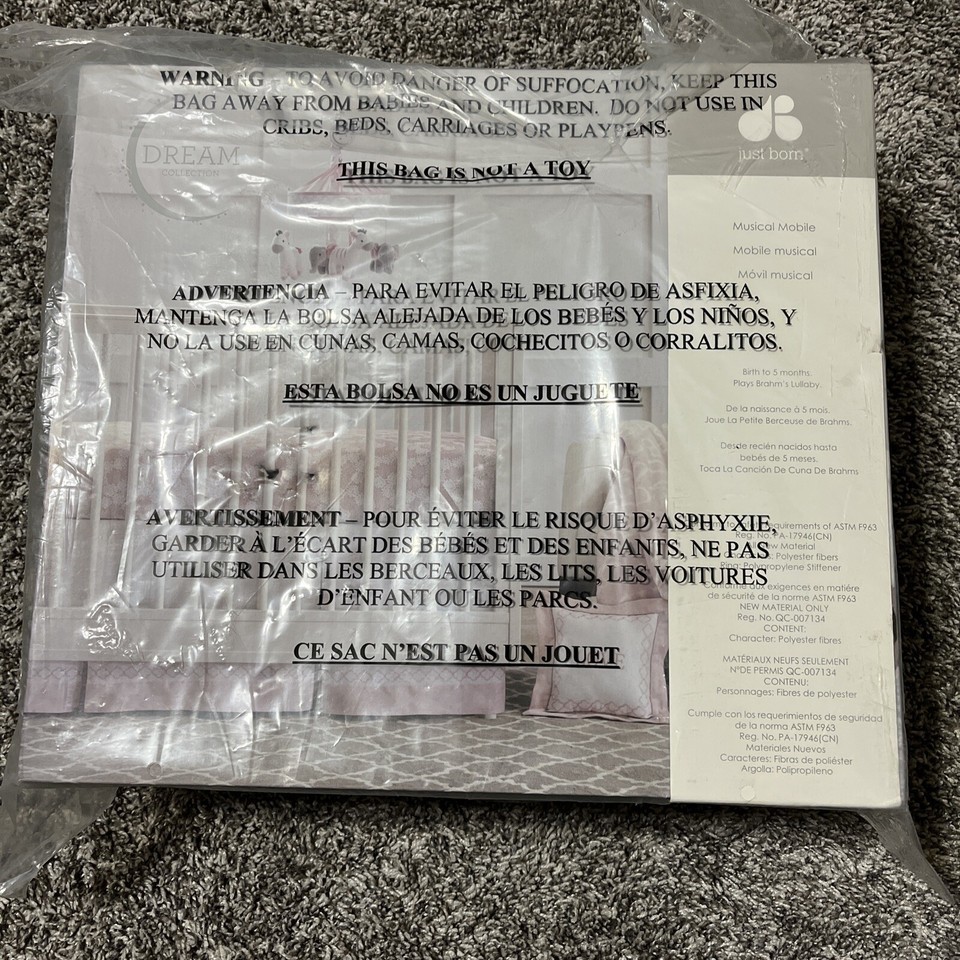 WARNING – TO AVOID DANGER OF SUFFOCATION, KEEP THIS
BAG AWAY FROM BABIES AND CHILDREN. DO NOT USE IN
CRIBS, BEDS, CARRIAGES OR PLAYPENS.
THIS BAG IS NOT A TOY
DREAM
COLLECTION
just born
ADVERTENCIA – PARA EVITAR EL PELIGRO DE ASFIXIA,
MANTENGA LA BOLSA ALEJADA DE LOS BEBÉS Y LOS NIÑOS, Y
NO LA USE EN CUNAS, CAMAS, COCHECITOS O CORRALITOS.
ESTA BOLSA NO ES UN JUGUETE
AVERTISSEMENT – POUR ÉVITER LE RISQUE D'ASPHYXIE,
GARDER À L'ÉCART DES BÉBÉS ET DES ENFANTS, NE PAS
UTILISER DANS LES BERCEAUX, LES LITS, LES VOITURES
D'ENFANT OU LES PARCS.
CE SAC N'EST PAS UN JOUET
Musical Mobile
Mobile musical
Móvil musical
Birth to 5 months.
Plays Brahm's Lullaby.
De la naissance à 5 mois.
Joue La Petite Berceuse de Brahms.
Desde recién nacidos hasta
bebés de 5 meses.
Toca La Canción De Cuna De Brahms
requirements of ASTM F963
Reg. No. PA-17946(CN)
New Material
Polyester fibers
Ring: Polypropylene Stiffener
Conforme aux exigences en matière
de sécurité de la norme ASTM F963
NEW MATERIAL ONLY
Reg. No. QC-007134
CONTENT:
Character: Polyester fibres
MATÉRIAUX NEUFS SEULEMENT
N°DE PERMIS QC-007134
CONTENU:
Personnages: Fibres de polyester
Cumple con los requerimientos de seguridad
de la norma ASTM F963
Reg. No. PA-17946(CN)
Materiales Nuevos
Caracteres: Fibras de poliéster
Argolla: Polipropileno